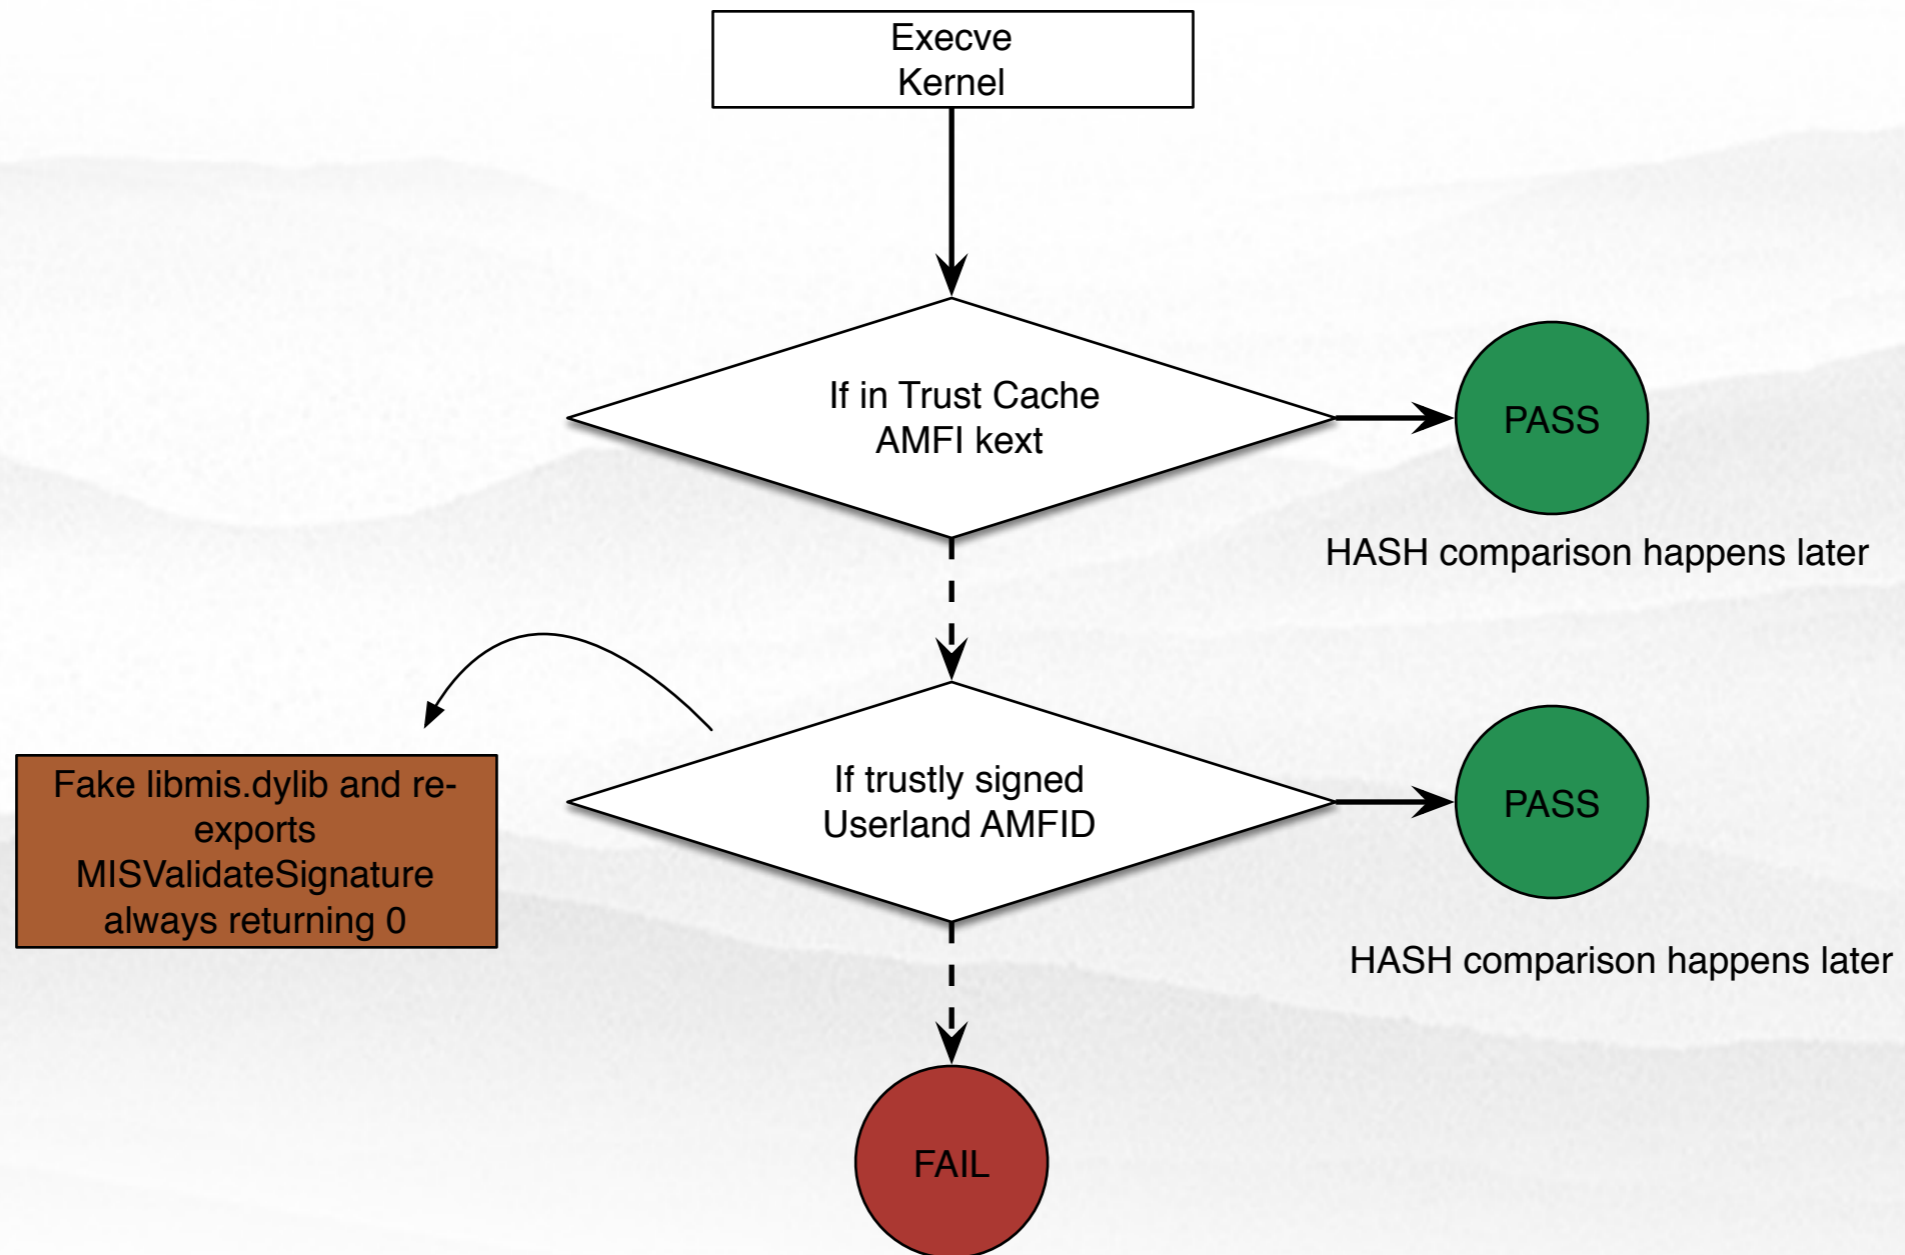 Execve
Kernel
If in Trust Cache
AMFI kext
PASS
HASH comparison happens later
If trustly signed
Userland AMFID
PASS
HASH comparison happens later
Fake libmis.dylib and re-
exports
MISValidateSignature
always returning 0
FAIL